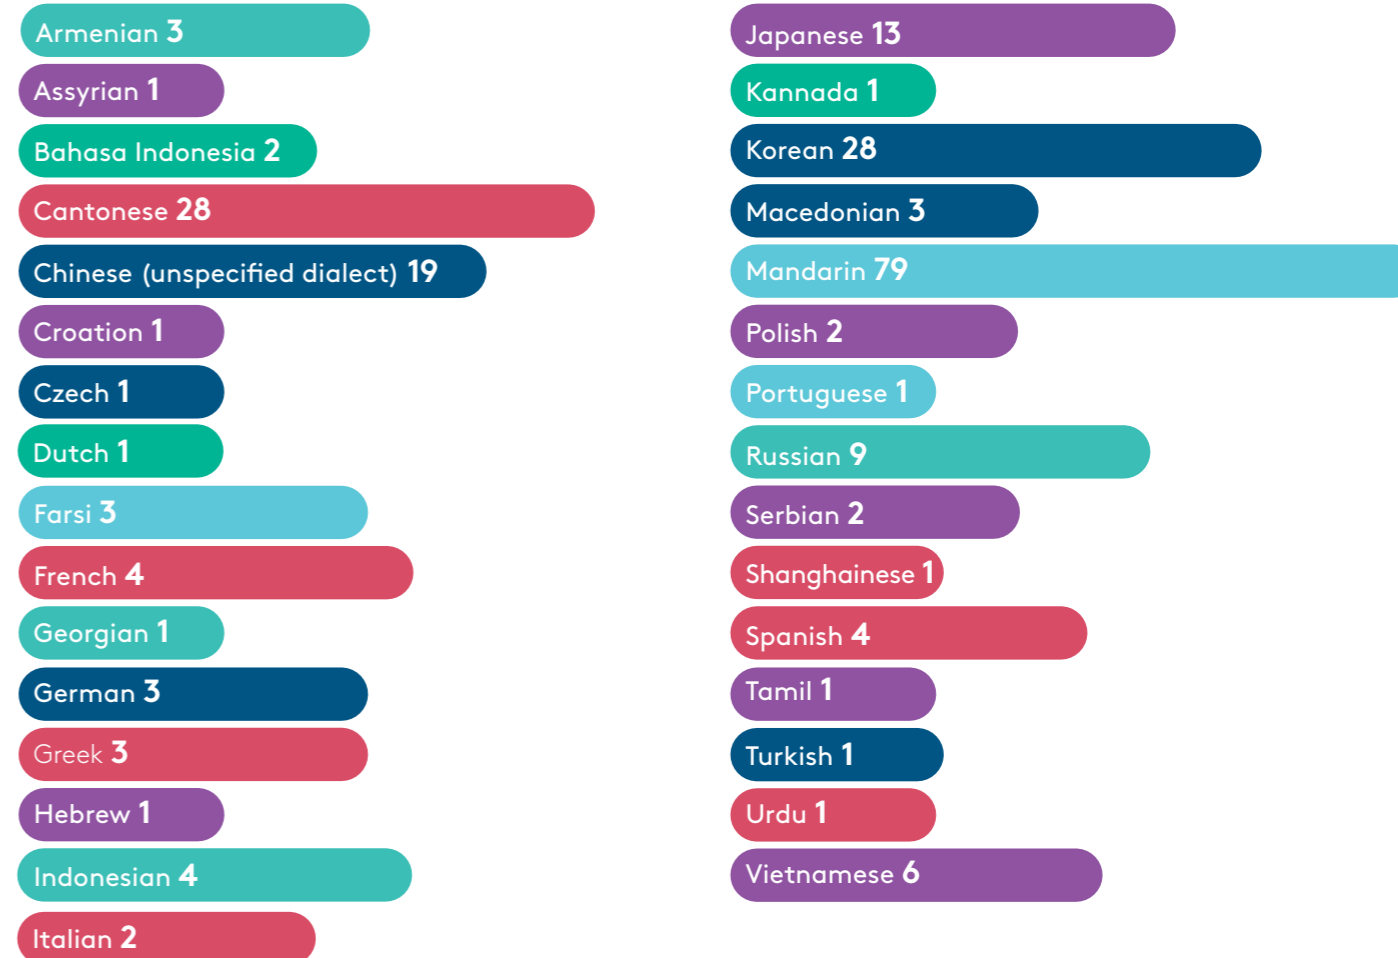 Armenian 3
Assyrian 1
Bahasa Indonesia 2
Cantonese 28
Chinese (unspecified dialect) 19
Croation 1
Czech 1
Dutch 1
Farsi 3
French 4
Georgian 1
German 3
Greek 3
Hebrew 1
Indonesian 4
Italian 2
Japanese 13
Kannada 1
Korean 28
Macedonian 3
Mandarin 79
Polish 2
Portuguese 1
Russian 9
Serbian 2
Shanghainese 1
Spanish 4
Tamil 1
Turkish 1
Urdu 1
Vietnamese 6